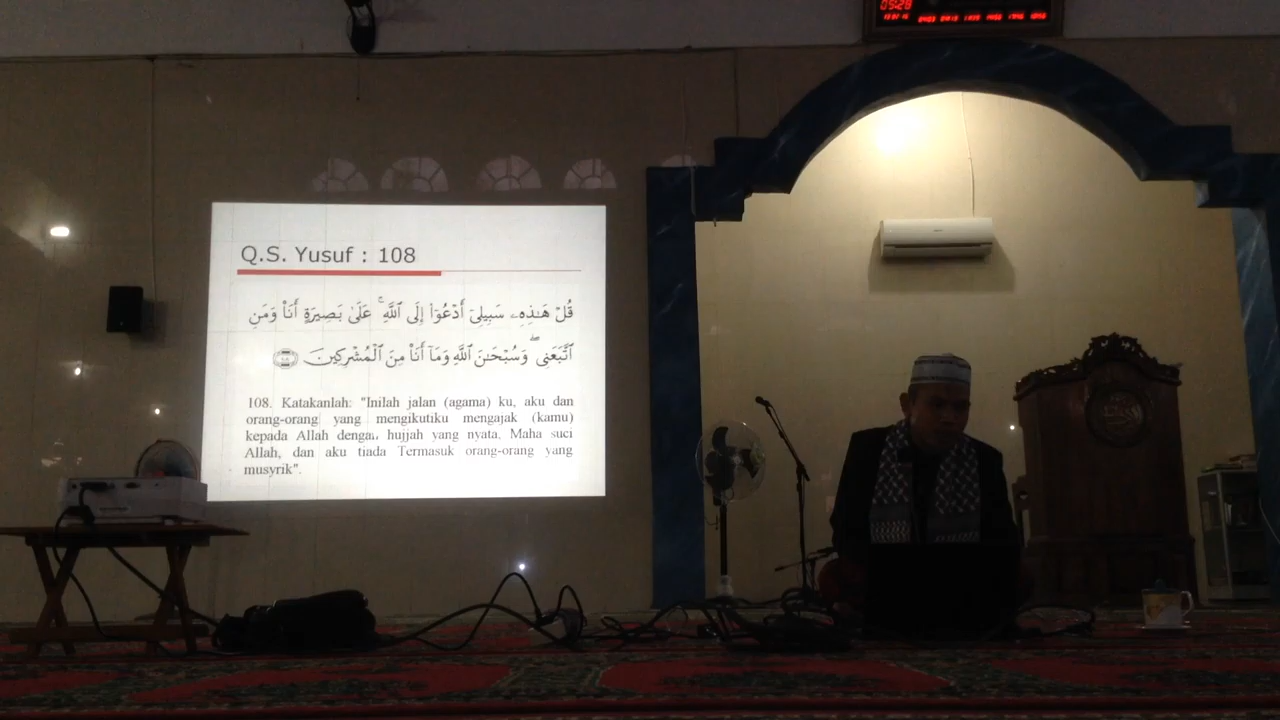 05:28
Q.S. Yusuf : 108
قُلْ هَـٰذِهِۦ سَبِيلِىٓ أَدْعُوٓا۟ إِلَى ٱللَّهِ ۚ عَلَىٰ بَصِيرَةٍ أَنَا۠ وَمَنِ
ٱتَّبَعَنِى ۖ وَسُبْحَـٰنَ ٱللَّهِ وَمَآ أَنَا۠ مِنَ ٱلْمُشْرِكِينَ
108. Katakanlah: "Inilah jalan (agama) ku, aku dan
orang-orang yang mengikutiku mengajak (kamu)
kepada Allah dengan hujjah yang nyata. Maha suci
Allah, dan aku tiada Termasuk orang-orang yang
musyrik".